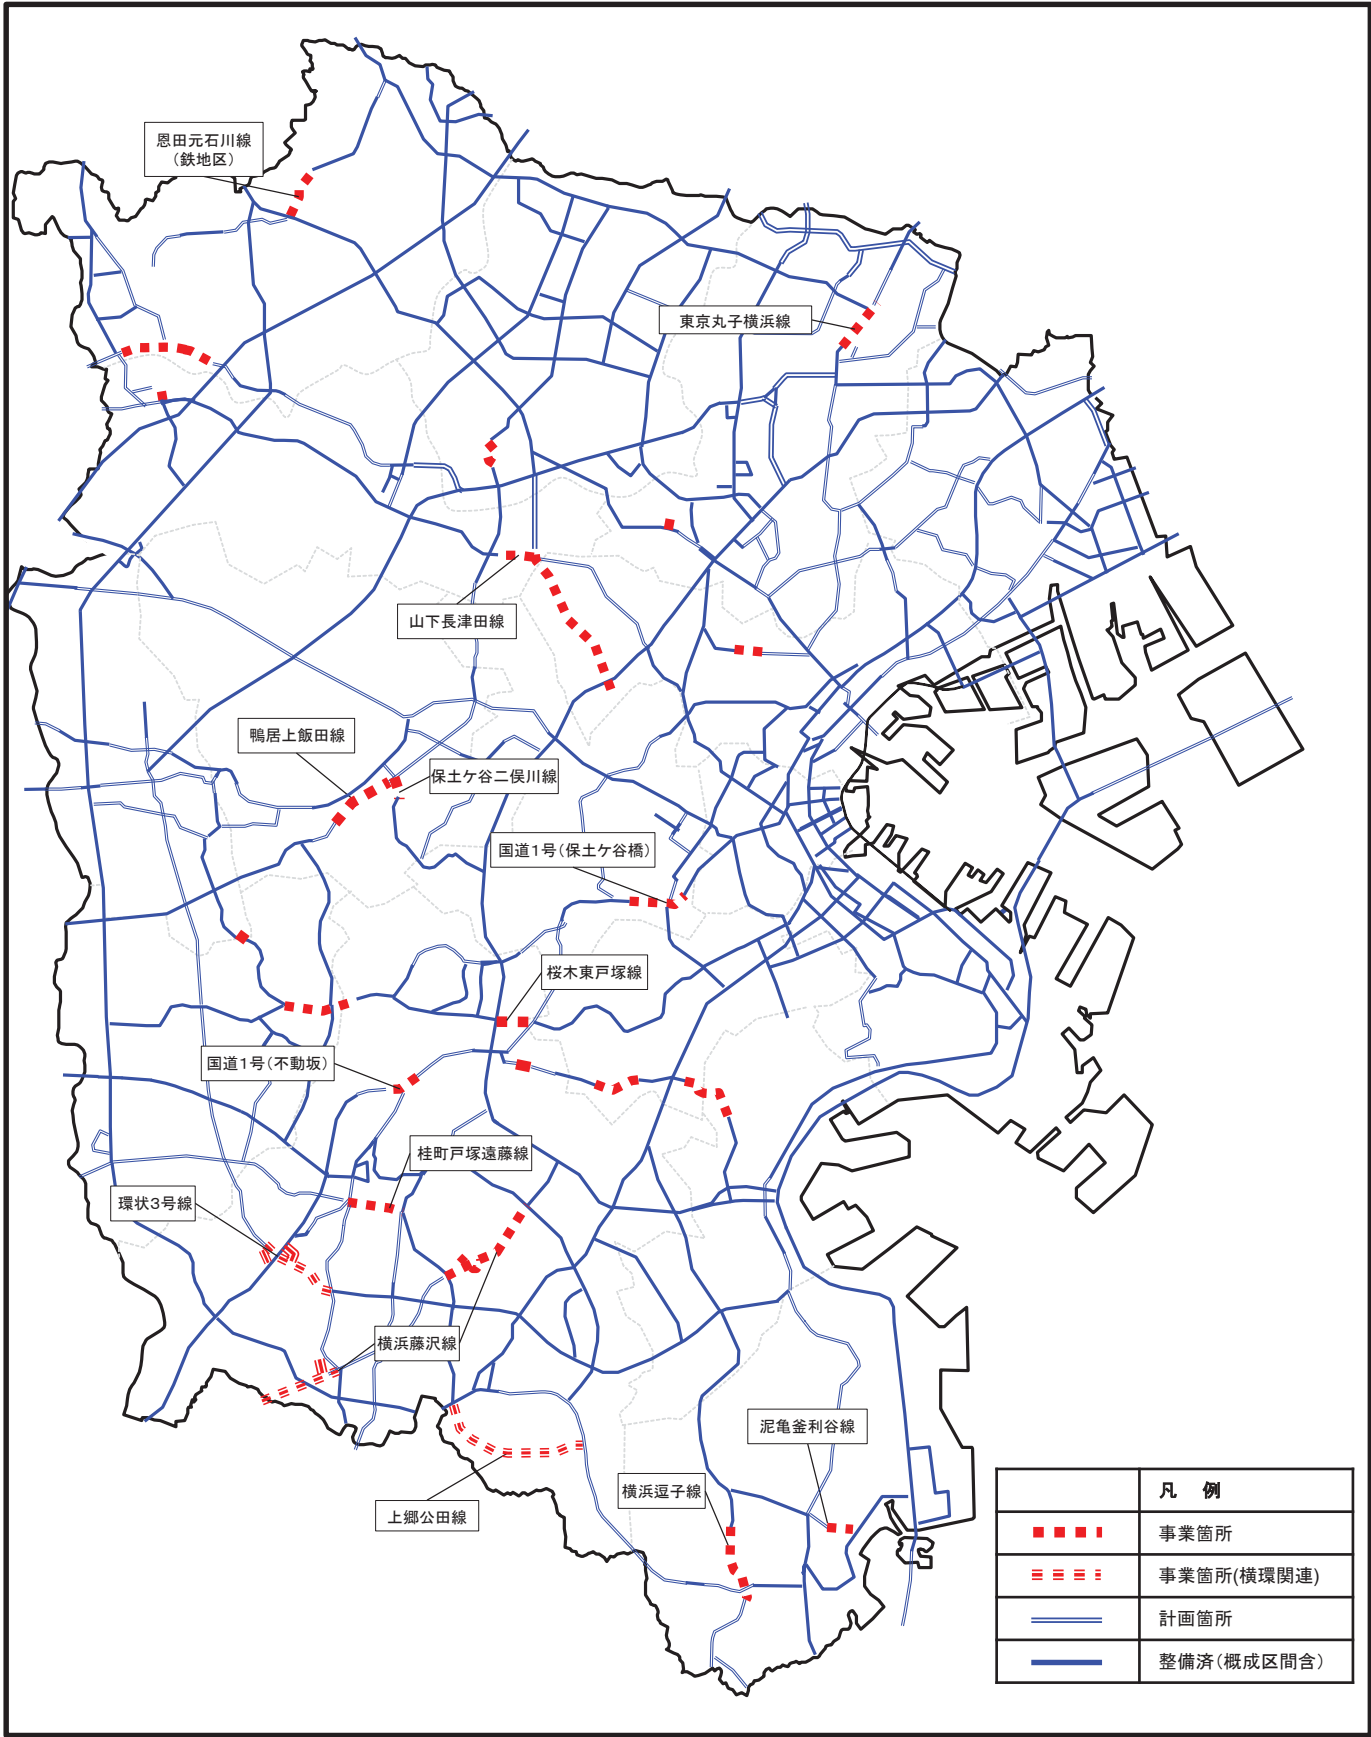 恩田元石川線
（鉄地区）
東京丸子横浜線
山下長津田線
鴨居上飯田線
保土ケ谷二俣川線
国道1号（保土ケ谷橋）
桜木東戸塚線
国道1号（不動坂）
桂町戸塚遠藤線
環状3号線
横浜藤沢線
泥亀釜利谷線
横浜逗子線
上郷公田線
凡 例
事業箇所
事業箇所(横環関連)
計画箇所
整備済（概成区間含）